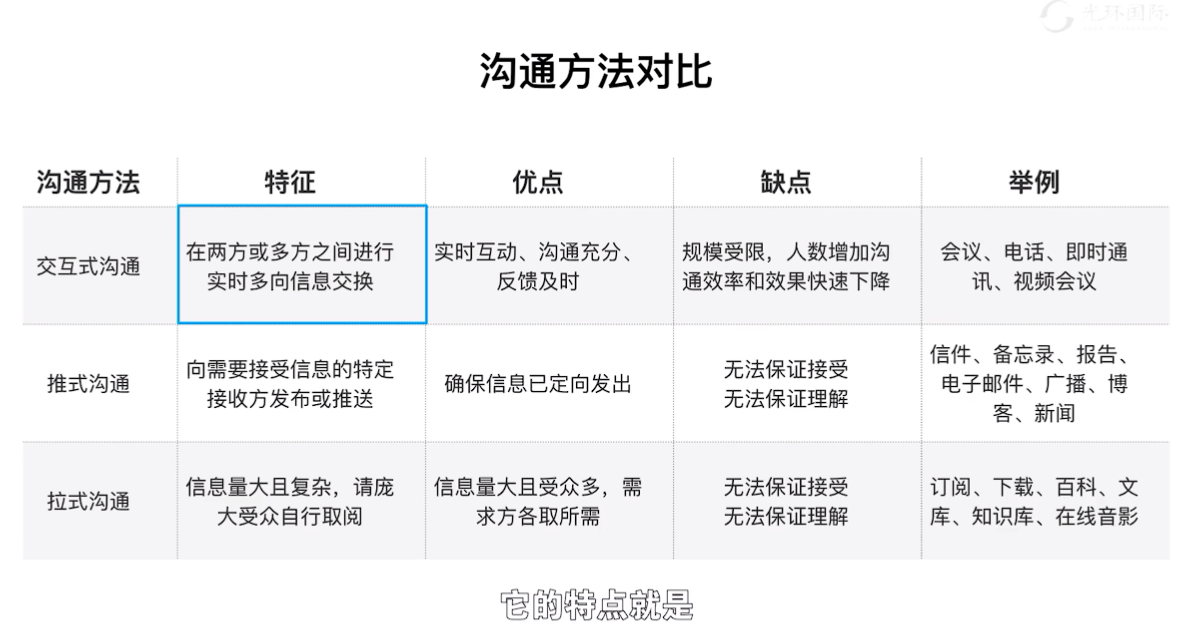 光环国际
沟通方法对比
沟通方法 特征 优点 缺点 举例
交互式沟通
在两方或多方之间进行
实时多向信息交换
实时互动、沟通充分、
反馈及时
规模受限，人数增加沟
通效率和效果快速下降
会议、电话、即时通
讯、视频会议
推式沟通
向需要接受信息的特定
接收方发布或推送
确保信息已定向发出
无法保证接受
无法保证理解
信件、备忘录、报告、
电子邮件、广播、博
客、新闻
拉式沟通
信息量大且复杂，请庞
大受众自行取阅
信息量大且受众多，需
求方各取所需
无法保证接受
无法保证理解
订阅、下载、百科、文
库、知识库、在线音影
它的特点就是